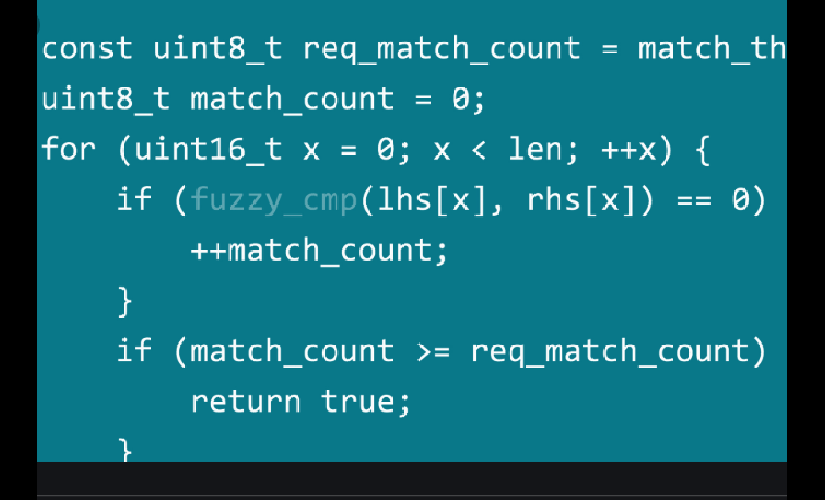 const uint8_t req_match_count = match_th
uint8_t match_count = 0;
for (uint16_t x = 0; x < len; ++x) {
if (fuzzy_cmp(lhs[x], rhs[x]) == 0)
++match_count;
}
if (match_count >= req_match_count)
return true;
}